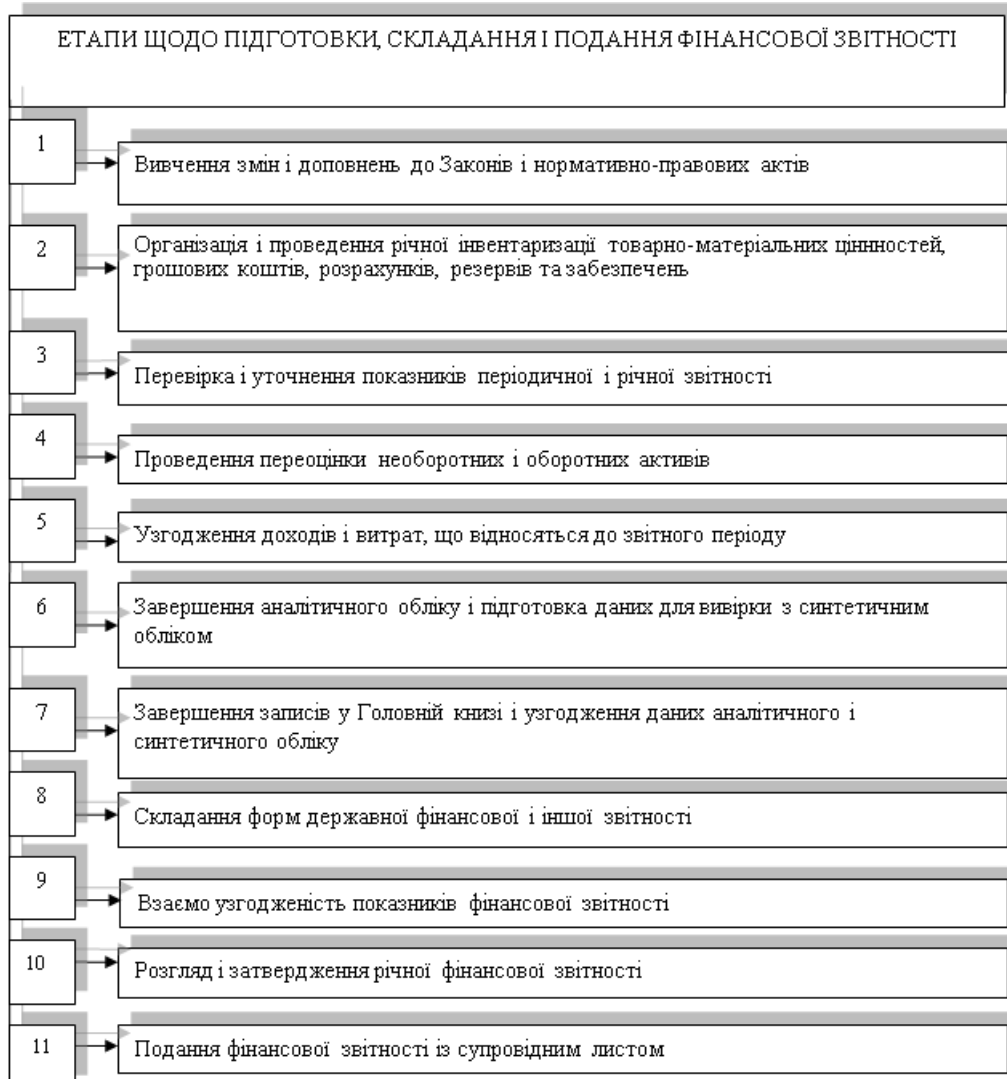 ЕТАПИ ЩОДО ПІДГОТОВКИ, СКЛАДАННЯ І ПОДАННЯ ФІНАНСОВОЇ ЗВІТНОСТІ
1
Вивчення змін і доповнень до Законів і нормативно-правових актів
2
Організація і проведення річної інвентаризації товарно-матеріальних ціннностей,
грошових коштів, розрахунків, резервів та забезпечень
3
Перевірка і уточнення показників періодичної і річної звітності
4
Проведення переоцінки необоротних і оборотних активів
5
Узгодження доходів і витрат, що відносяться до звітного періоду
6
Завершення аналітичного обліку і підготовка даних для вивірки з синтетичним
обліком
7
Завершення записів у Головній книзі і узгодження даних аналітичного і
синтетичного обліку
8
Складання форм державної фінансової і іншої звітності
9
Взаємо узгодженість показників фінансової звітності
10
Розгляд і затвердження річної фінансової звітності
11
Подання фінансової звітності із супровідним листом